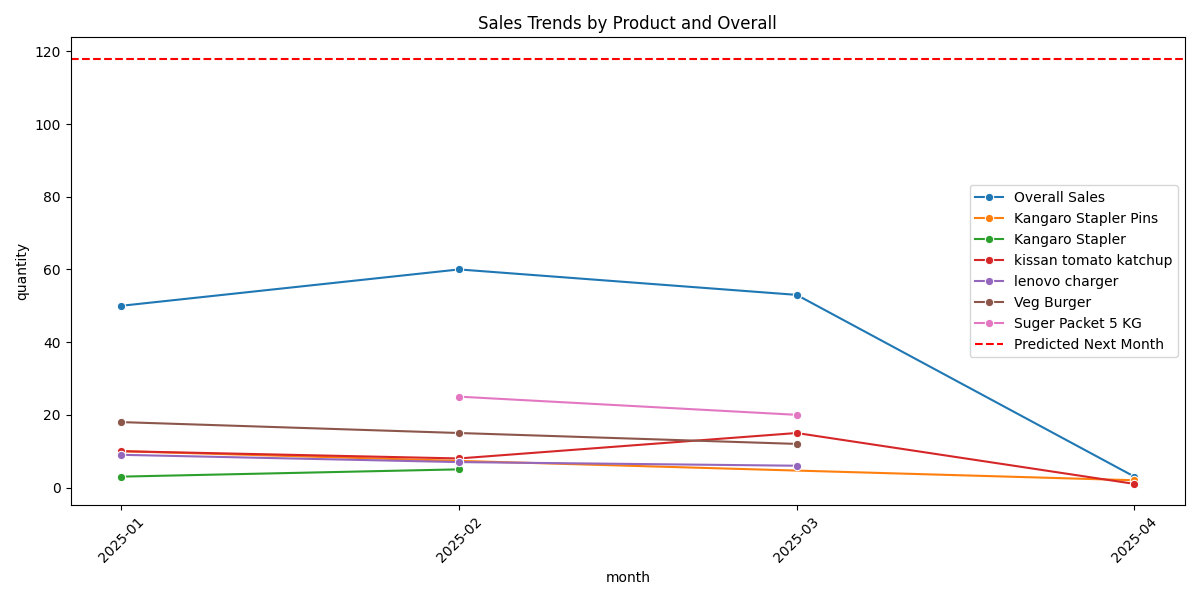 Sales Trends by Product and Overall
120
100
80
60
40
20
0
quantity
Overall Sales
Kangaro Stapler Pins
Kangaro Stapler
kissan tomato katchup
lenovo charger
Veg Burger
Suger Packet 5 KG
Predicted Next Month
2025-01
2025-02
2025-03
2025-04
month